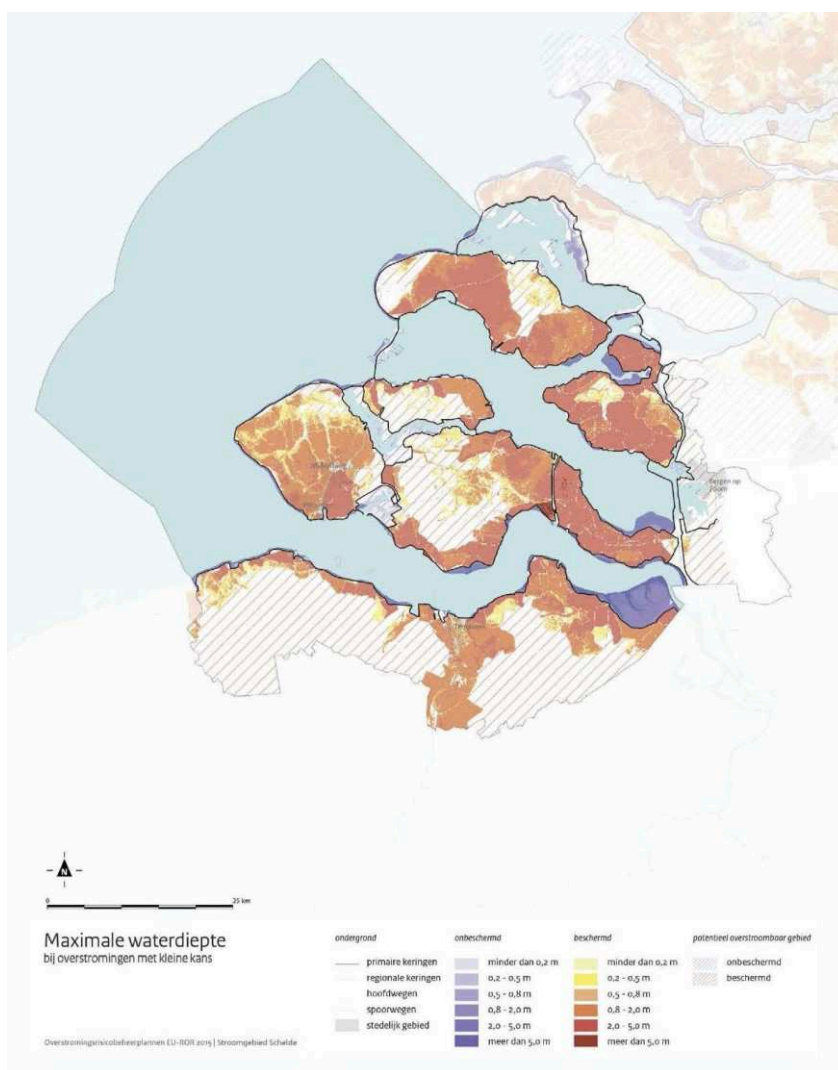 Bergen op
Zoom
N
0
25 km
Maximale waterdiepte
bij overstromingen met kleine kans
Overstromingsrisicobeheerplannen EU-ROR 2015 | Stroomgebied Schelde
ondergrond
primaire keringen
regionale keringen
hoofdwegen
spoorwegen
stedelijk gebied
onbeschermd
minder dan 0,2 m
0,2 - 0,5 m
0,5 - 0,8 m
0,8 - 2,0 m
2,0 - 5,0 m
meer dan 5,0 m
beschermd
minder dan 0,2 m
0,2 - 0,5 m
0,5 - 0,8 m
0,8 - 2,0 m
2,0 - 5,0 m
meer dan 5,0 m
potentieel overstroombaar gebied
onbeschermd
beschermd